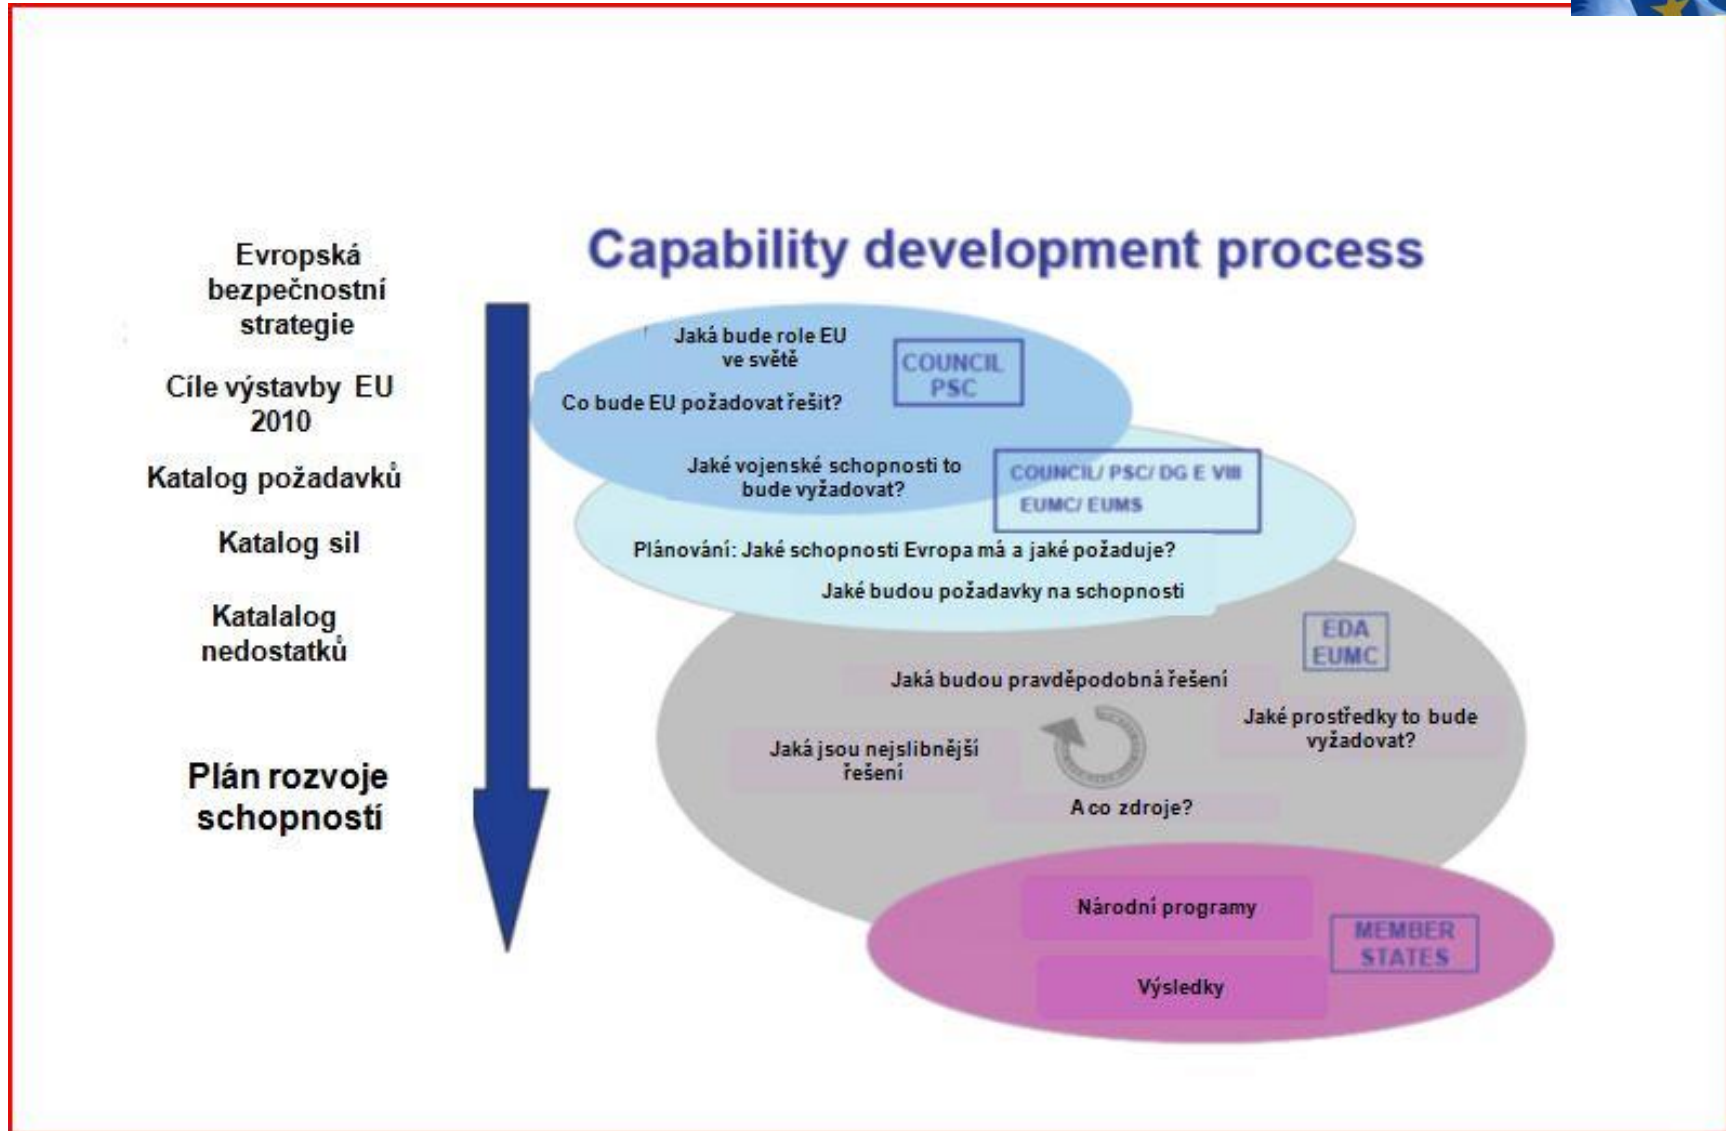 Capability development process
Evropská
bezpečnostní
strategie
Cíle výstavby EU
2010
Katalog požadavků
Katalog sil
Katalalog
nedostatků
Plán rozvoje
schopností
Jaká bude role EU
ve světě
COUNCIL
PSC
Co bude EU požadovat řešit?
Jaké vojenské schopnosti to
bude vyžadovat?
COUNCIL/ PSC/ DG E VIII
EUMC/ EUMS
Plánování: Jaké schopnosti Evropa má a jaké požaduje?
Jaké budou požadavky na schopnosti
EDA
EUMC
Jaká budou pravděpodobná řešení
Jaké prostředky to bude
vyžadovat?
Jaká jsou nejslibnější
řešení
A co zdroje?
Národní programy
MEMBER
STATES
Výsledky